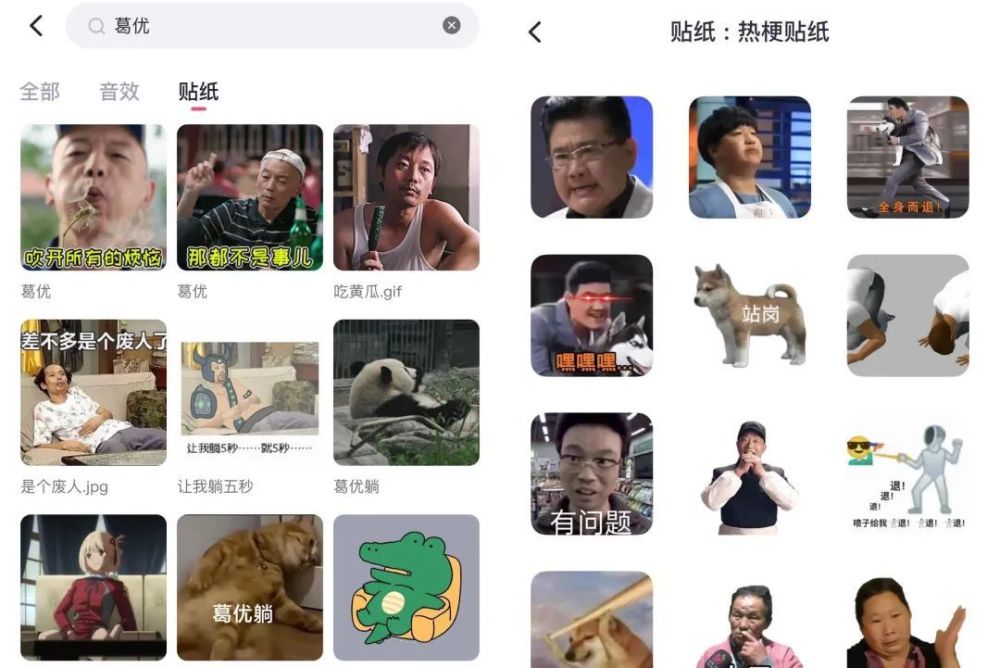 葛优
全部 音效 贴纸
吹开所有的烦恼
那都不是事儿
葛优
葛优
吃黄瓜.gif
差不多是个废人了
让我躺5秒……就5秒……
是个废人.jpg
让我躺五秒
葛优躺
葛优躺
贴纸：热梗贴纸
全身而退！
嘿嘿嘿
站岗
有问题
退！
退！
退！
喷子给我退！退！退！